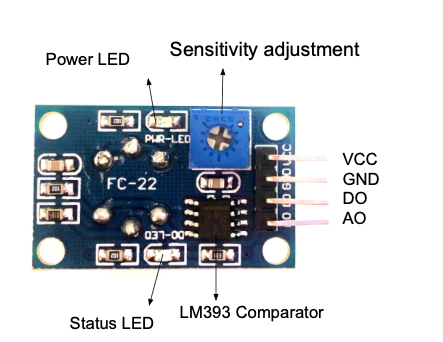 Sensitivity adjustment
Power LED
PWR-LED
VCC
GND
DO
AO
FC-22
DO-LED
LM393 Comparator
Status LED